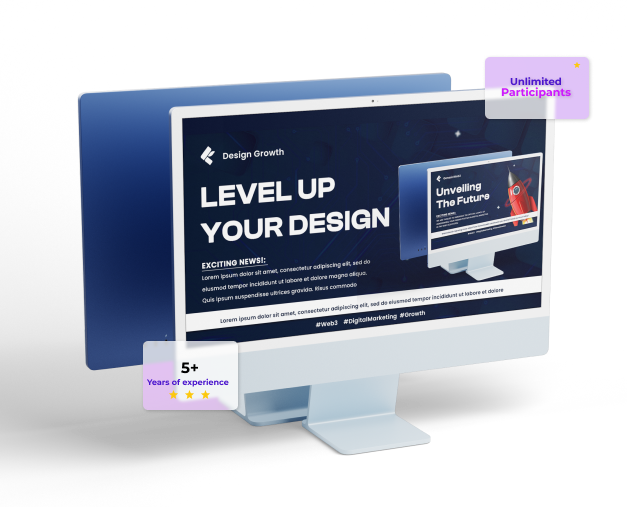 Unlimited
Participants
Design Growth
LEVEL UP
YOUR DESIGN
EXCITING NEWS!:
Lorem ipsum dolor sit amet, consectetur adipiscing elit, sed do
eiusmod tempor incididunt ut labore et dolore magna aliqua.
Quis ipsum suspendisse ultrices gravida. Risus commodo
Lorem ipsum dolor sit amet, consectetur adipiscing elit, sed do eiusmod tempor incididunt ut labore et dolore
#Web3 #DigitalMarketing #Growth
Unveiling
The Future
5+
Years of experience